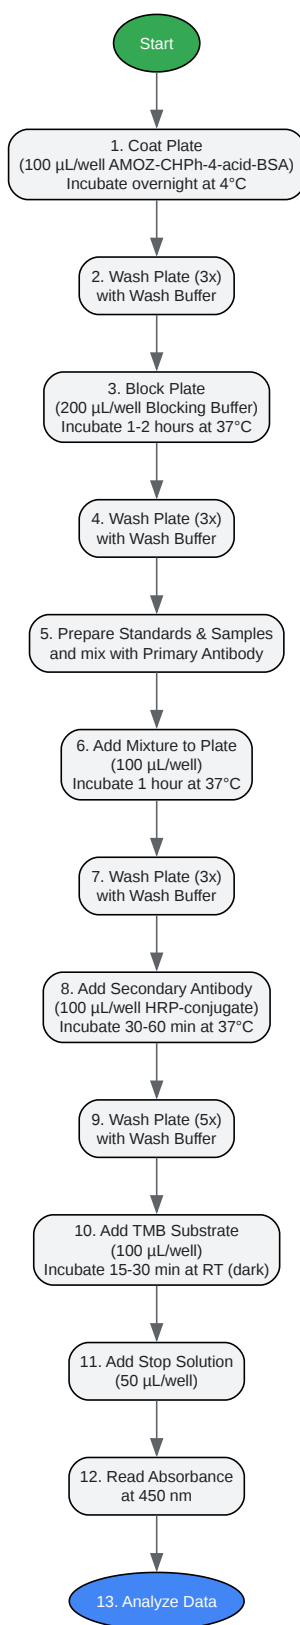 Start
1. Coat Plate
(100 µL/well AMOZ-CHPh-4-acid-BSA)
Incubate overnight at 4°C
2. Wash Plate (3x)
with Wash Buffer
3. Block Plate
(200 µL/well Blocking Buffer)
Incubate 1-2 hours at 37°C
4. Wash Plate (3x)
with Wash Buffer
5. Prepare Standards & Samples
and mix with Primary Antibody
6. Add Mixture to Plate
(100 µL/well)
Incubate 1 hour at 37°C
7. Wash Plate (3x)
with Wash Buffer
8. Add Secondary Antibody
(100 µL/well HRP-conjugate)
Incubate 30-60 min at 37°C
9. Wash Plate (5x)
with Wash Buffer
10. Add TMB Substrate
(100 µL/well)
Incubate 15-30 min at RT (dark)
11. Add Stop Solution
(50 µL/well)
12. Read Absorbance
at 450 nm
13. Analyze Data